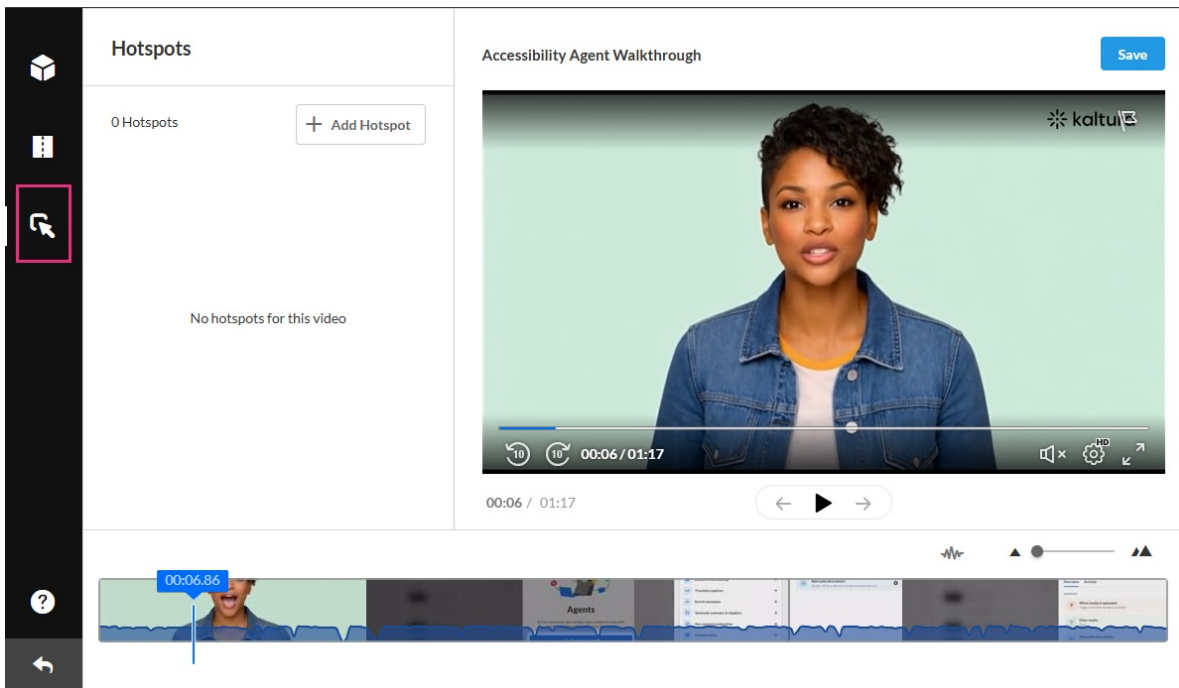 Hotspots
Accessibility Agent Walkthrough
Save
0 Hotspots
+ Add Hotspot
kaltura
No hotspots for this video
10 10 00:06 / 01:17
HD
00:06 / 01:17
00:06.86
Agents
?